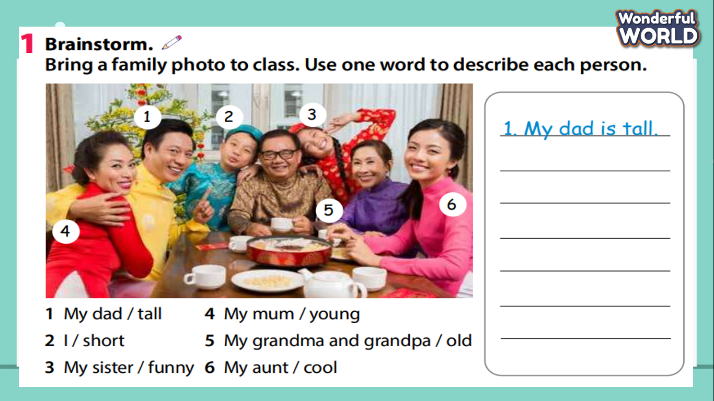 Wonderful
WORLD
1 Brainstorm.
Bring a family photo to class. Use one word to describe each person.
1
2
3
4
5
6
1. My dad is tall.
1 My dad / tall
2 I / short
3 My sister / funny
4 My mum / young
5 My grandma and grandpa / old
6 My aunt / cool